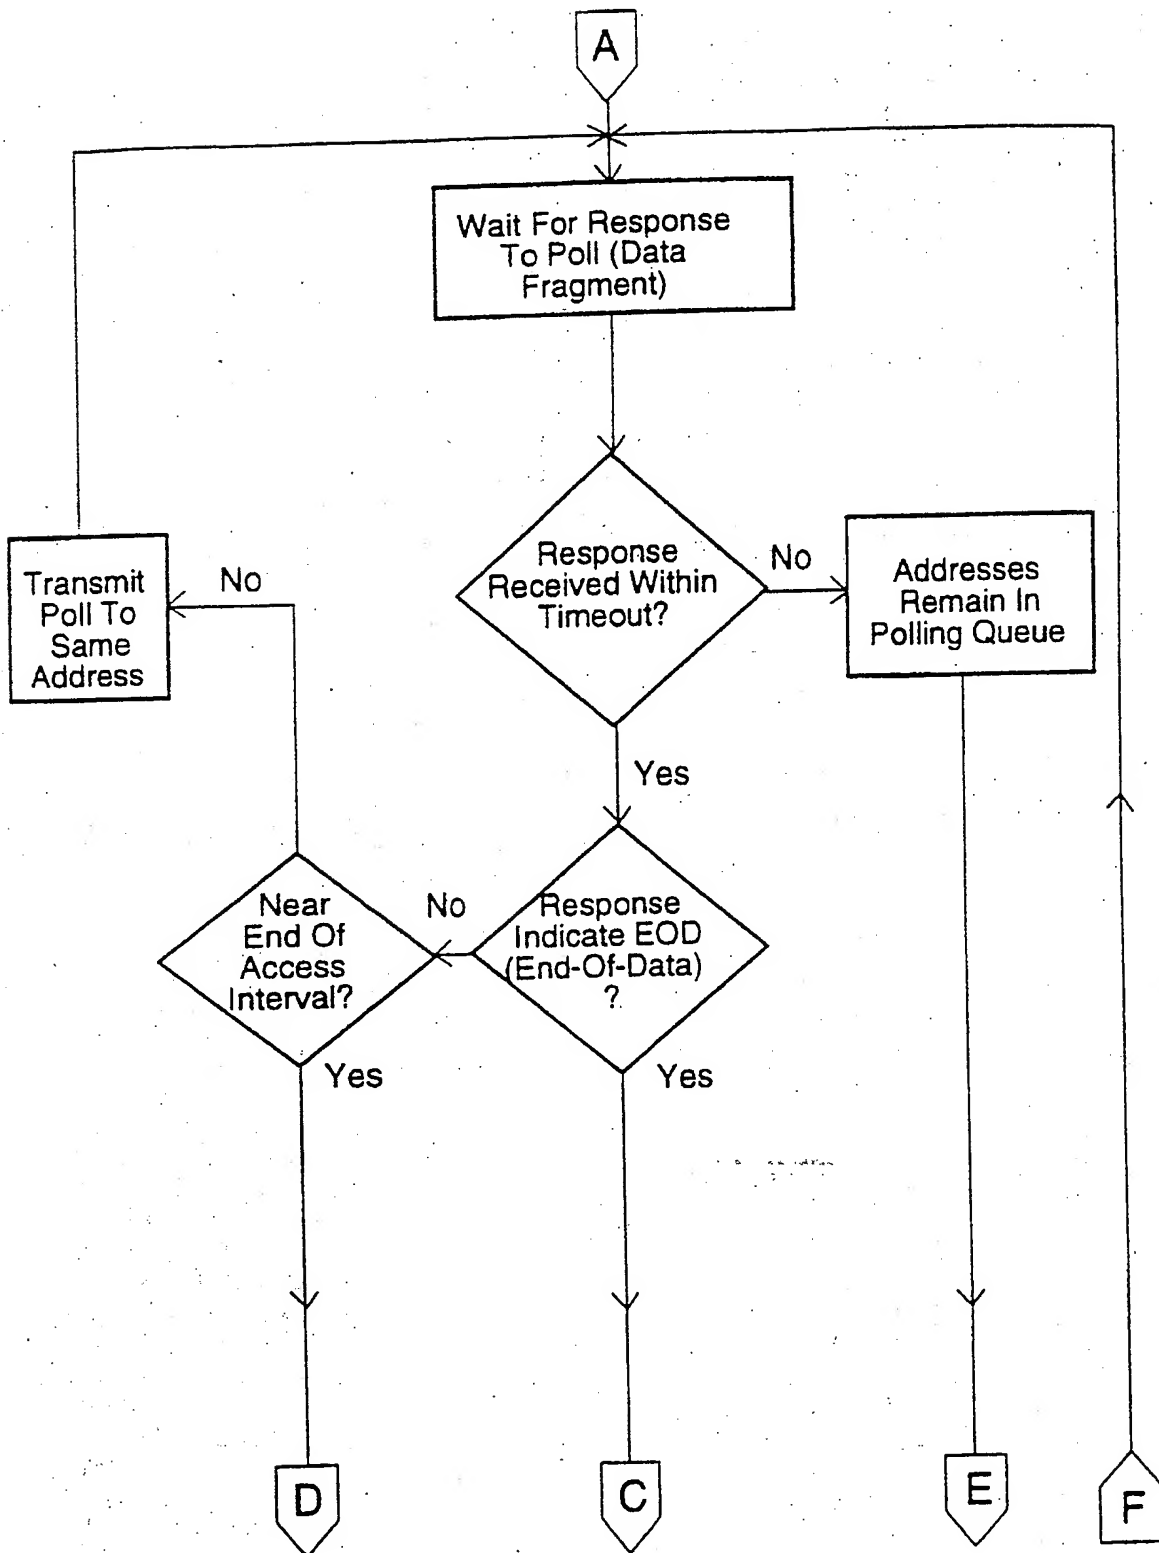 A
Wait For Response
To Poll (Data
Fragment)
Response
Received Within
Timeout?
No
Addresses
Remain In
Polling Queue
Transmit
Poll To
Same
Address
No
Yes
Near
End Of
Access
Interval?
No
Response
Indicate EOD
(End-Of-Data)
?
Yes
Yes
D
C
E
F